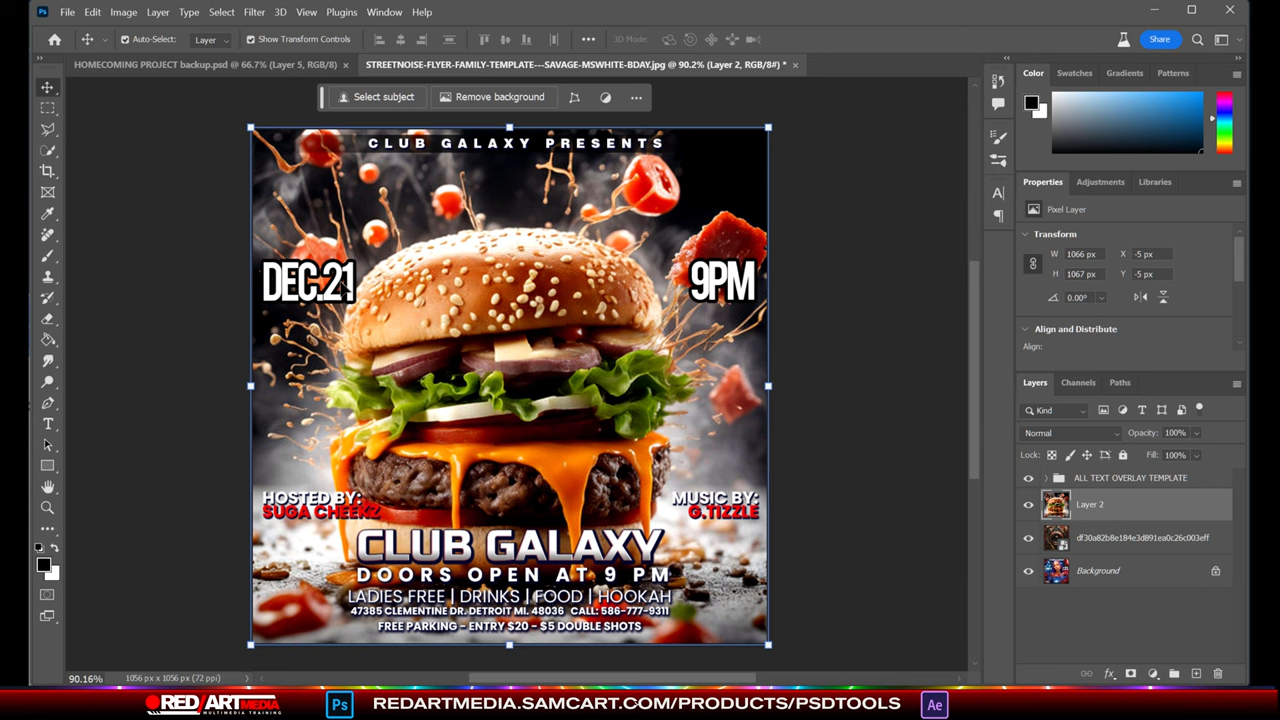 Ps File Edit Image Layer Type Select Filter 3D View Plugins Window Help
Auto-Select: Layer Show Transform Controls ••• 3D Mode: Share
HOMECOMING PROJECT backup.psd @ 66.7% (Layer 5, RGB/8) × STREETNOISE-FLYER-FAMILY-TEMPLATE---SAVAGE-MSWHITE-BDAY.jpg @ 90.2% (Layer 2, RGB/8#) * ×
Select subject Remove background •••
CLUB GALAXY PRESENTS
DEC.21
9PM
HOSTED BY:
SUGA CHEEKZ
MUSIC BY:
G.TIZZLE
CLUB GALAXY
DOORS OPEN AT 9 PM
LADIES FREE | DRINKS | FOOD | HOOKAH
47385 CLEMENTINE DR. DETROIT MI. 48036 CALL: 586-777-9311
FREE PARKING - ENTRY $20 - $5 DOUBLE SHOTS
90.16% 1056 px x 1056 px (72 ppi)
Color Swatches Gradients Patterns
Properties Adjustments Libraries
Pixel Layer
Transform
W 1066 px X -5 px
H 1067 px Y -5 px
0.00°
Align and Distribute
Align:
Layers Channels Paths
Kind
Normal Opacity: 100%
Lock: Fill: 100%
ALL TEXT OVERLAY TEMPLATE
Layer 2
df30a82b8e184e3d891ea0c26c003eff
Background
fx
RED/ART MEDIA
MULTIMEDIA TRAINING
Ps REDARTMEDIA.SAMCART.COM/PRODUCTS/PSDTOOLS Ae